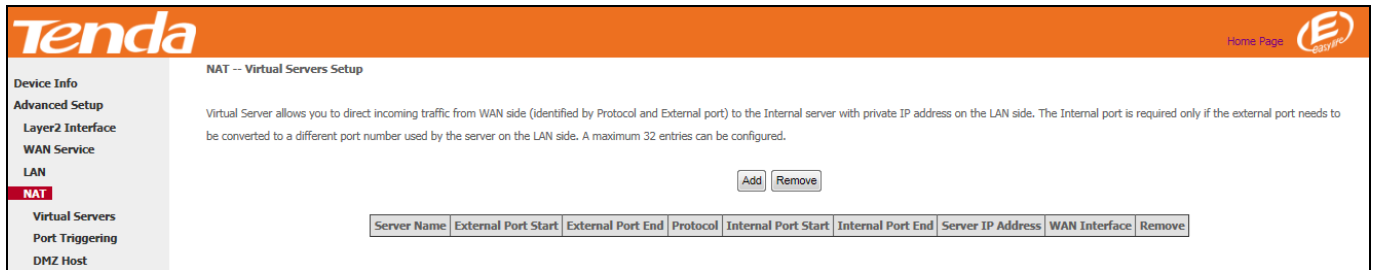 Tenda
Home Page
easylife
Device Info
Advanced Setup
Layer2 Interface
WAN Service
LAN
NAT
Virtual Servers
Port Triggering
DMZ Host
NAT -- Virtual Servers Setup
Virtual Server allows you to direct incoming traffic from WAN side (identified by Protocol and External port) to the Internal server with private IP address on the LAN side. The Internal port is required only if the external port needs to
be converted to a different port number used by the server on the LAN side. A maximum 32 entries can be configured.
Add Remove
Server Name External Port Start External Port End Protocol Internal Port Start Internal Port End Server IP Address WAN Interface Remove